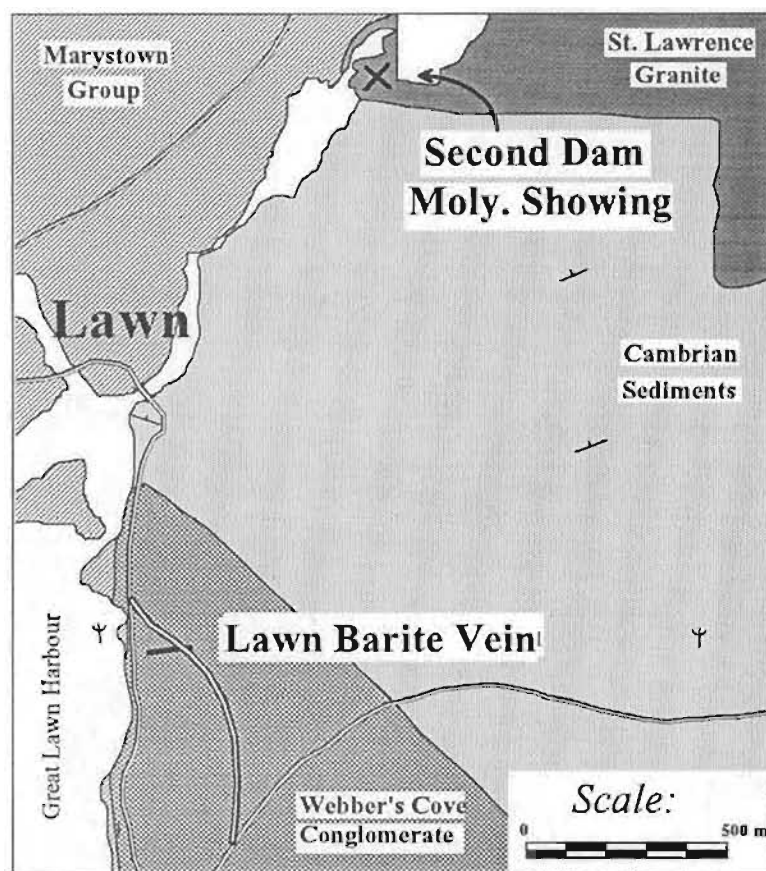 Marystown
Group
St. Lawrence
Granite
Second Dam
Moly. Showing
Lawn
Cambrian
Sediments
Lawn Barite Vein
Great Lawn Harbour
Webber's Cove
Conglomerate
Scale:
0 500 m